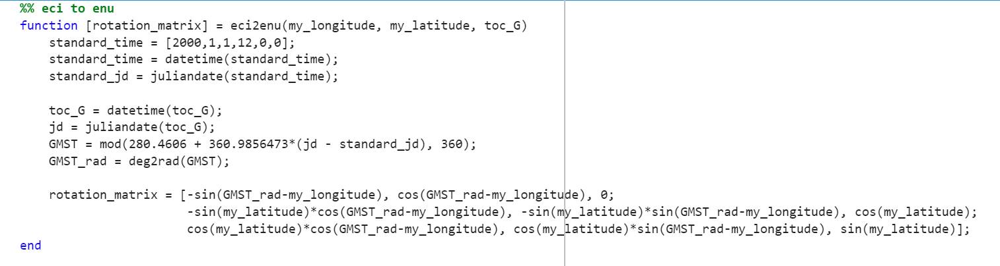 %% eci to enu
function [rotation_matrix] = eci2enu(my_longitude, my_latitude, toc_G)
    standard_time = [2000,1,1,12,0,0];
    standard_time = datetime(standard_time);
    standard_jd = juliandate(standard_time);

    toc_G = datetime(toc_G);
    jd = juliandate(toc_G);
    GMST = mod(280.4606 + 360.9856473*(jd - standard_jd), 360);
    GMST_rad = deg2rad(GMST);

    rotation_matrix = [-sin(GMST_rad-my_longitude), cos(GMST_rad-my_longitude), 0;
                       -sin(my_latitude)*cos(GMST_rad-my_longitude), -sin(my_latitude)*sin(GMST_rad-my_longitude), cos(my_latitude);
                       cos(my_latitude)*cos(GMST_rad-my_longitude), cos(my_latitude)*sin(GMST_rad-my_longitude), sin(my_latitude)];
end